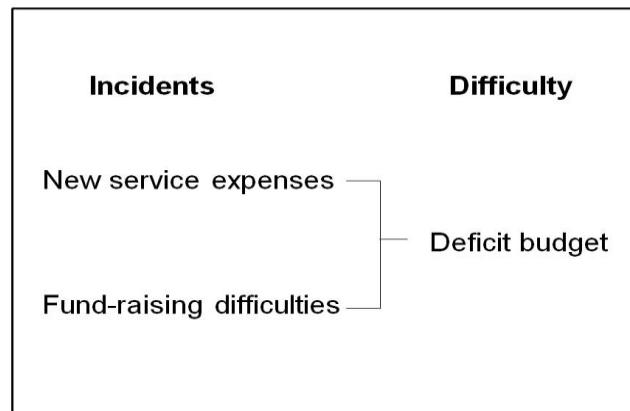 Incidents
Difficulty
New service expenses
Deficit budget
Fund-raising difficulties